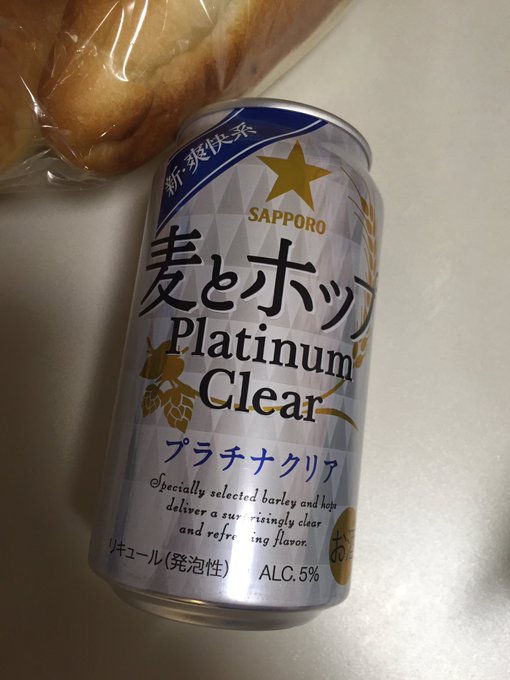 新・爽快系
SAPPORO
麦とホップ
Platinum
Clear
プラチナクリア
Specially selected barley and hops
deliver a surprisingly clear
and refreshing flavor.
リキュール(発泡性)
ALC.5%
お酒